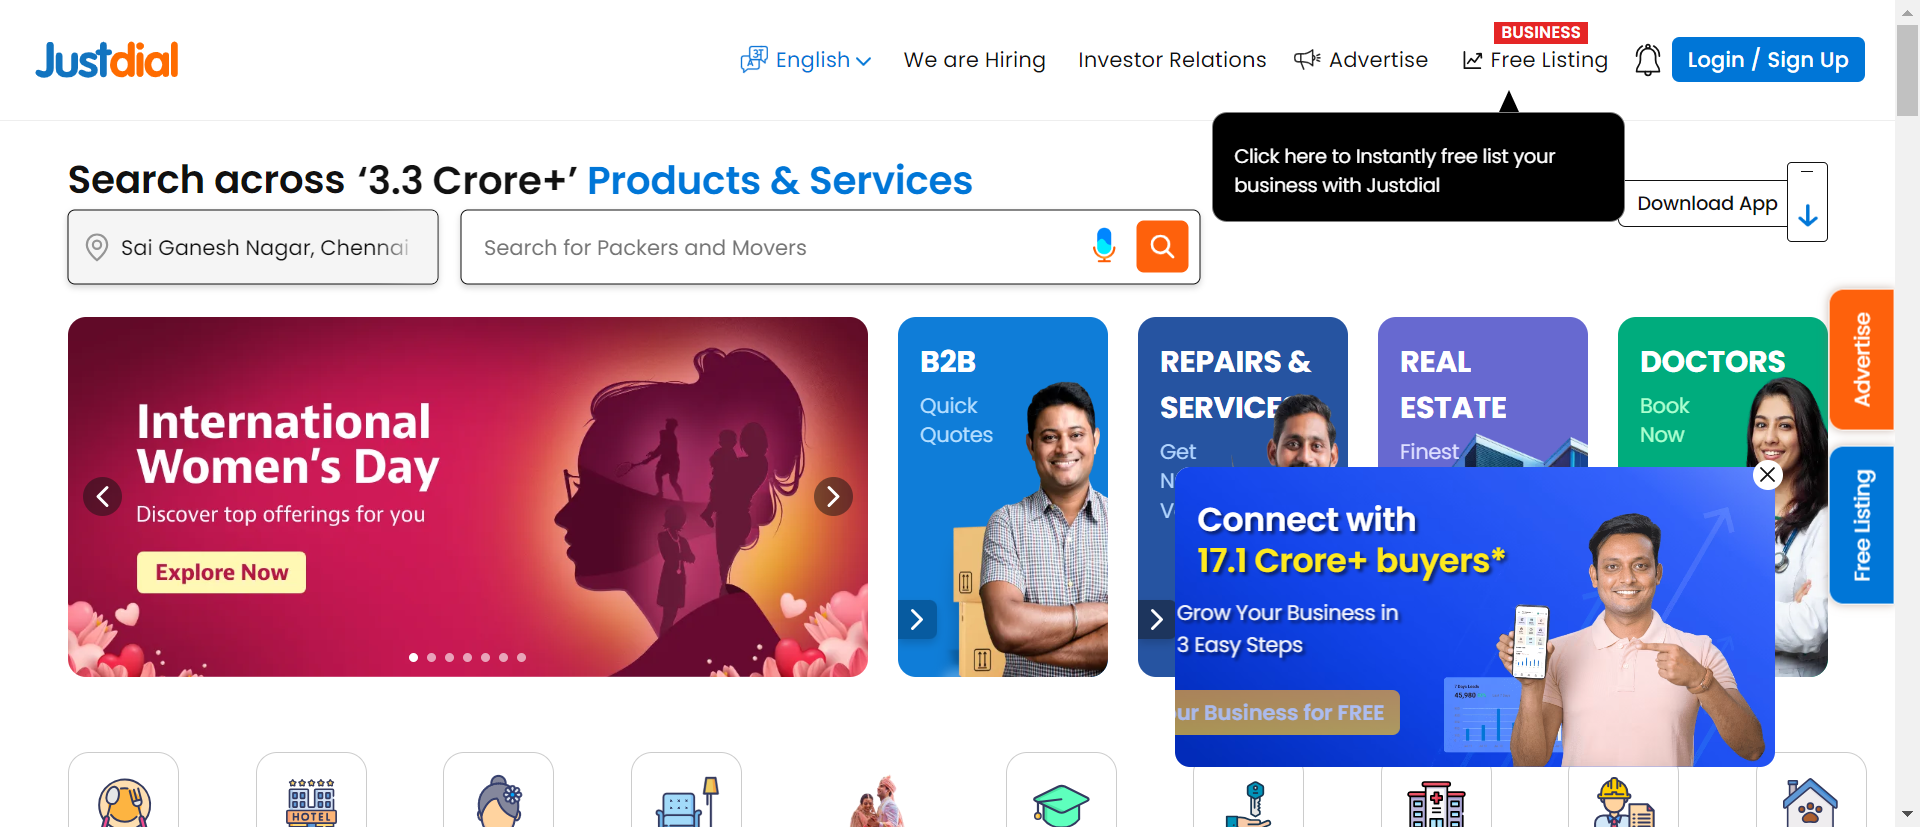 Justdial
English
We are Hiring
Investor Relations
Advertise
BUSINESS
Free Listing
Login / Sign Up
Click here to Instantly free list your
business with Justdial
Search across ‘3.3 Crore+’ Products & Services
Download App
Sai Ganesh Nagar, Chennai
Search for Packers and Movers
International
Women's Day
Discover top offerings for you
Explore Now
B2B
Quick
Quotes
REPAIRS &
SERVICES
Get
REAL
ESTATE
Finest
DOCTORS
Book
Now
Advertise
Free Listing
Connect with
17.1 Crore+ buyers*
Grow Your Business in
3 Easy Steps
ur Business for FREE
45,980
HOTEL